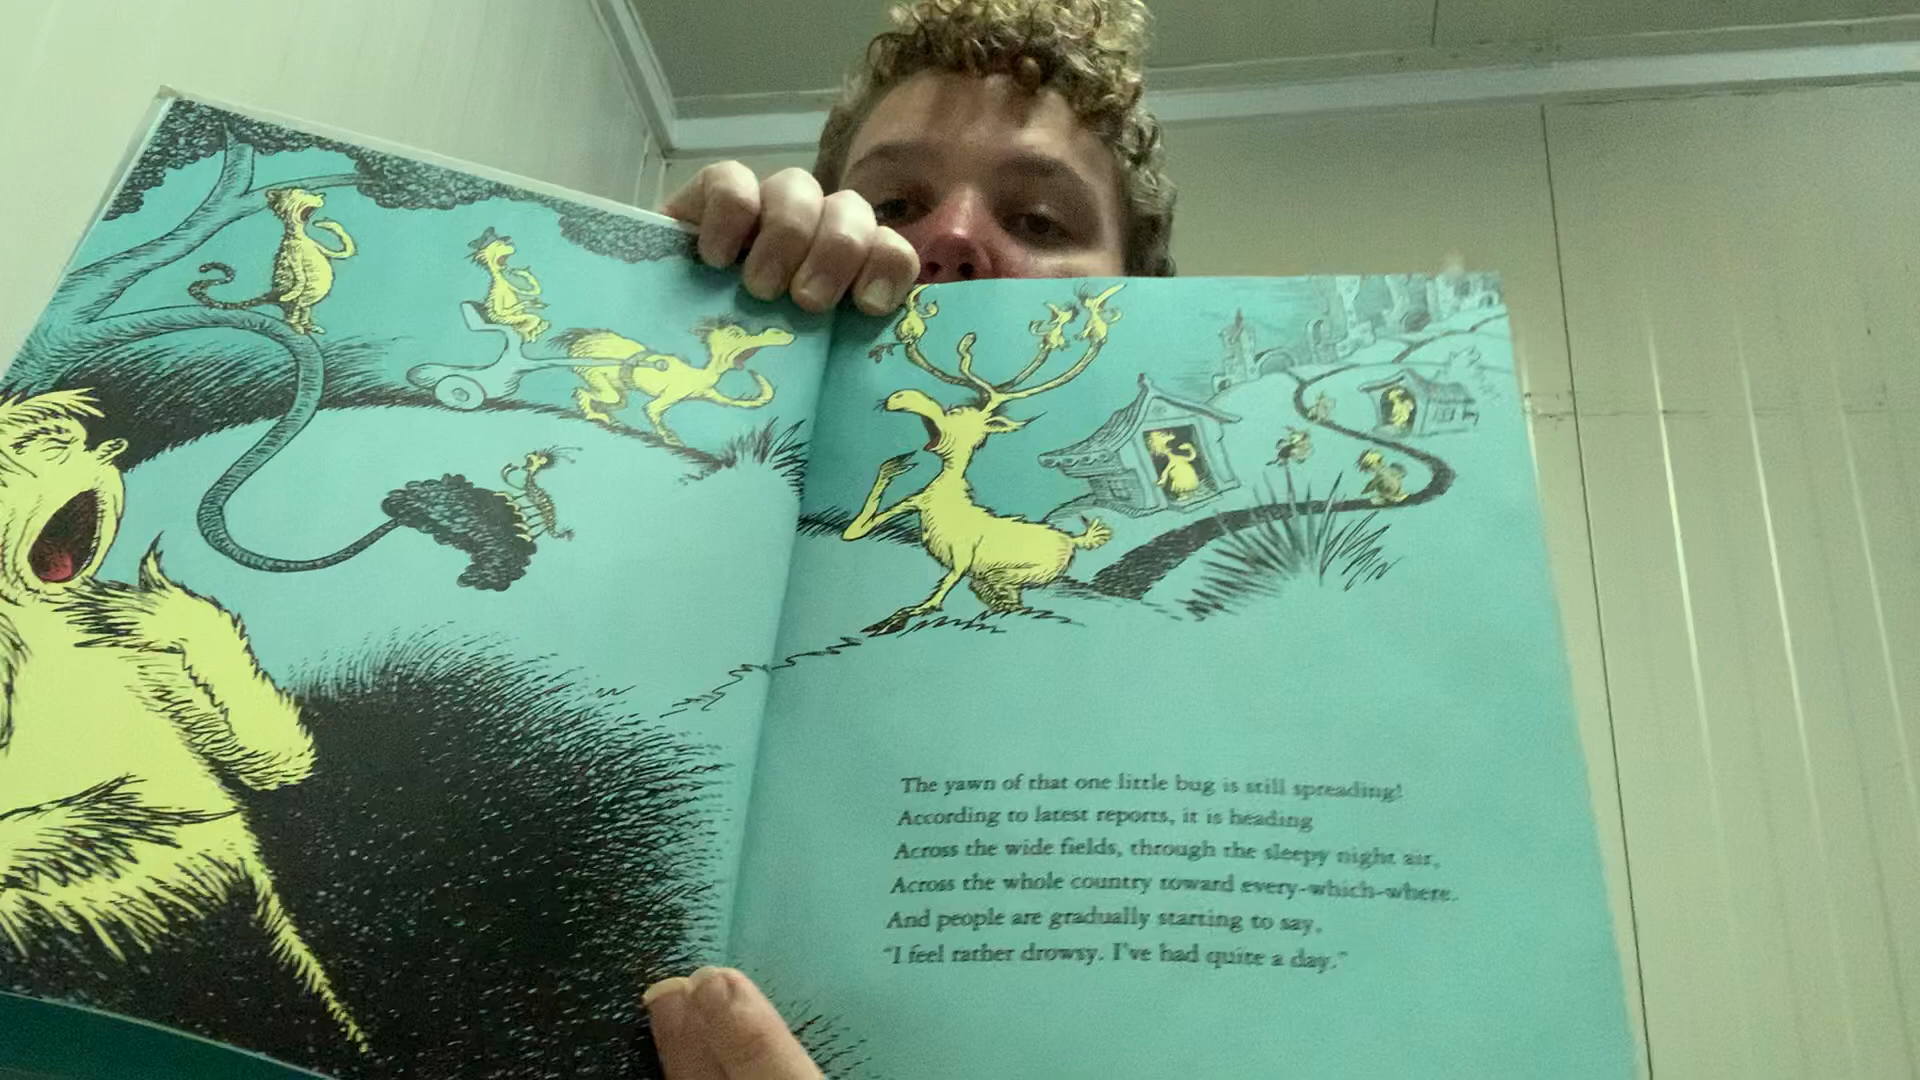 The yawn of that one little bug is still spreading!
According to latest reports, it is heading
Across the wide fields, through the sleepy night air,
Across the whole country toward every-which-where.
And people are gradually starting to say,
"I feel rather drowsy. I've had quite a day."